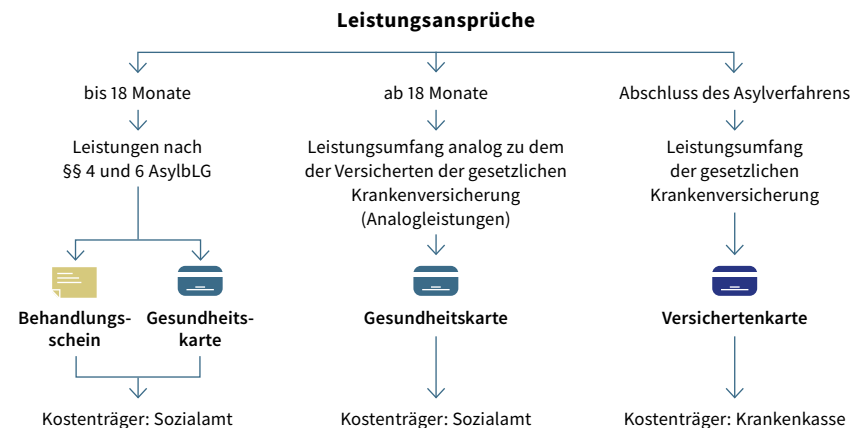 Leistungsansprüche
bis 18 Monate
Leistungen nach
§§ 4 und 6 AsylbLG
Behandlungs-
schein
Gesundheits-
karte
Kostenträger: Sozialamt
ab 18 Monate
Leistungsumfang analog zu dem
der Versicherten der gesetzlichen
Krankenversicherung
(Analogleistungen)
Gesundheitskarte
Kostenträger: Sozialamt
Abschluss des Asylverfahrens
Leistungsumfang
der gesetzlichen
Krankenversicherung
Versichertenkarte
Kostenträger: Krankenkasse